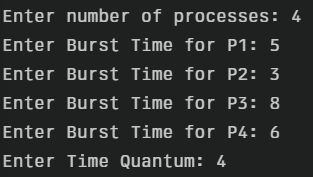 Enter number of processes: 4
Enter Burst Time for P1: 5
Enter Burst Time for P2: 3
Enter Burst Time for P3: 8
Enter Burst Time for P4: 6
Enter Time Quantum: 4